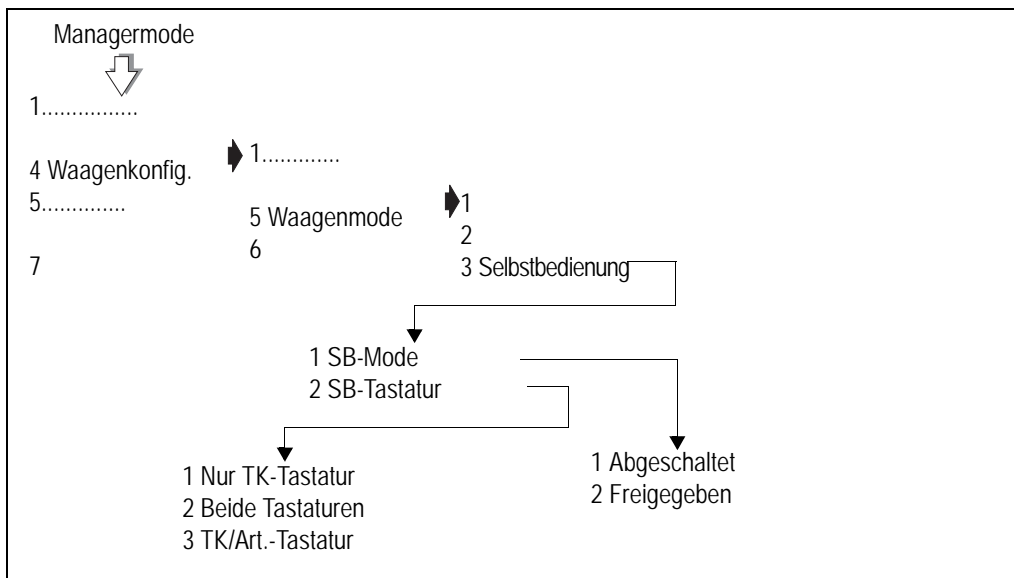 Managermode
1................
4 Waagenkonfig.
5..............
7
1.............
5 Waagenmode
6
1
2
3 Selbstbedienung
1 SB-Mode
2 SB-Tastatur
1 Nur TK-Tastatur
2 Beide Tastaturen
3 TK/Art.-Tastatur
1 Abgeschaltet
2 Freigegeben